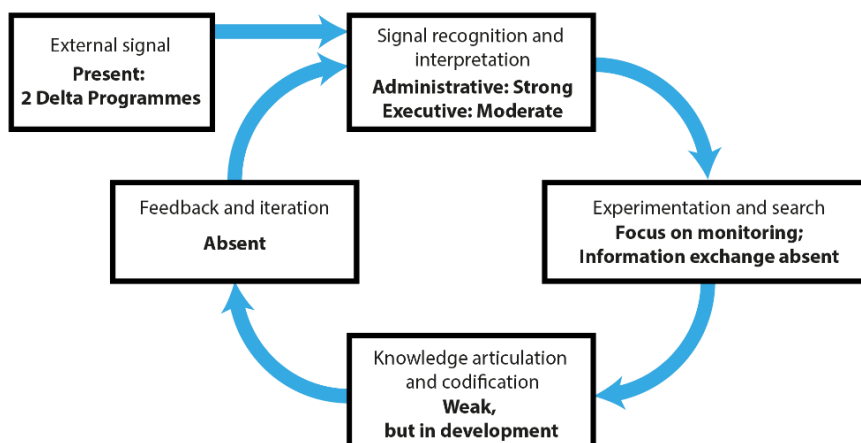 External signal
Present:
2 Delta Programmes
Signal recognition and
interpretation
Administrative: Strong
Executive: Moderate
Experimentation and search
Focus on monitoring;
Information exchange absent
Knowledge articulation
and codification
Weak,
but in development
Feedback and iteration
Absent